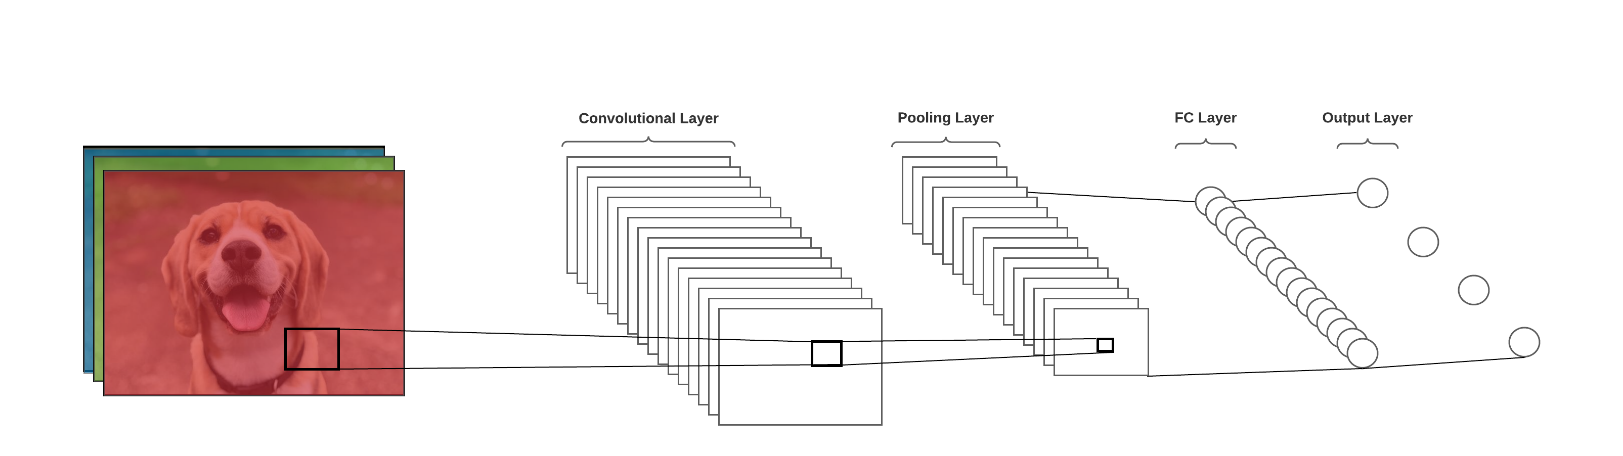 Convolutional Layer
Pooling Layer
FC Layer
Output Layer